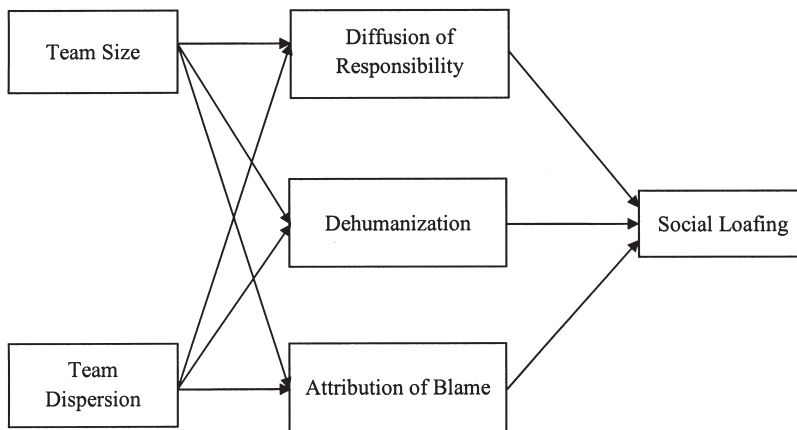 Team Size
Diffusion of
Responsibility
Dehumanization
Social Loafing
Team
Dispersion
Attribution of Blame